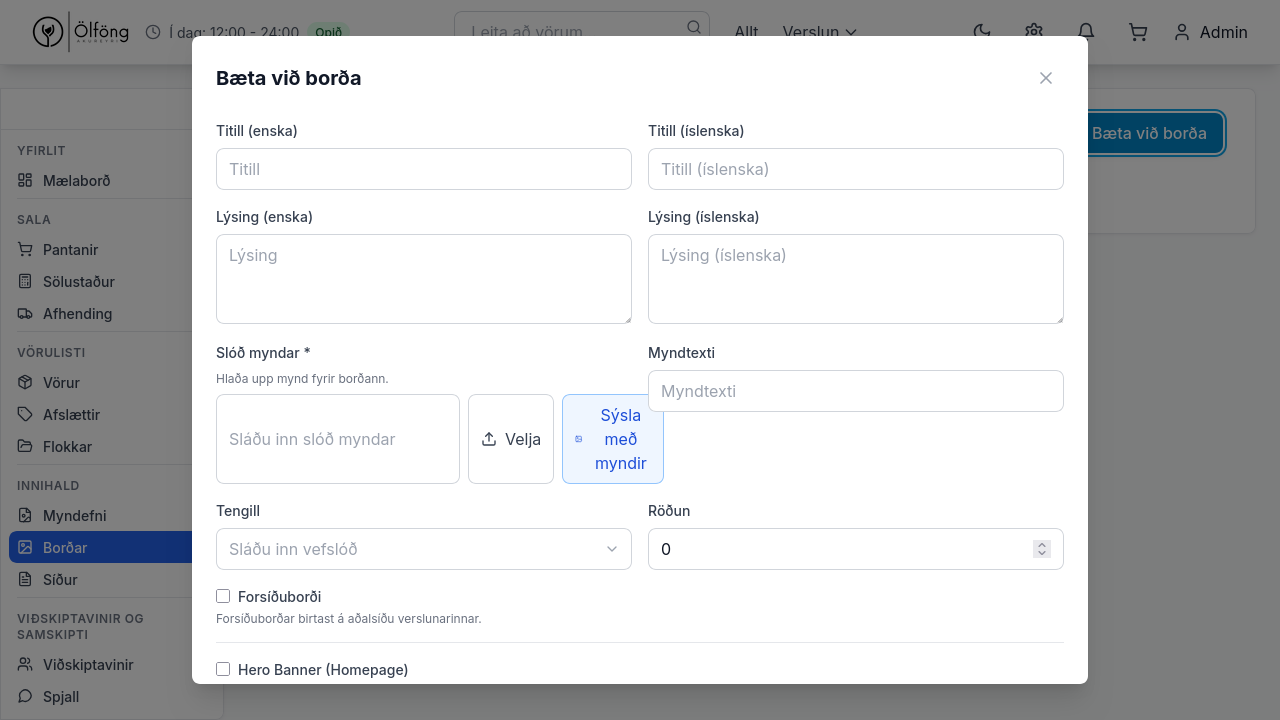 Ölföng
AKUREYRI
Í dag: 12:00 - 24:00
Opið
Leita að vörum
Allt
Verslun
Admin
Bæta við borða
Bæta við borða
YFIRLIT
Mælaborð
SALA
Pantanir
Sölustaður
Afhending
VÖRULISTI
Vörur
Afslættir
Flokkar
INNIHALD
Myndefni
Borðar
Síður
VIÐSKIPTAVINIR OG
SAMSKIPTI
Viðskiptavinir
Spjall
Titill (enska)
Titill (íslenska)
Titill
Titill (íslenska)
Lýsing (enska)
Lýsing (íslenska)
Lýsing
Lýsing (íslenska)
Slóð myndar *
Myndtexti
Hlaða upp mynd fyrir borðann.
Myndtexti
Sláðu inn slóð myndar
Velja
Sýsla
með
myndir
Tengill
Röðun
Sláðu inn vefslóð
0
Forsíðuborði
Forsíðuborðar birtast á aðalsíðu verslunarinnar.
Hero Banner (Homepage)